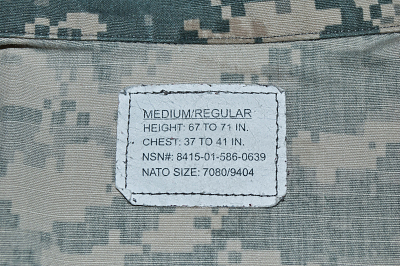 MEDIUM/REGULAR
HEIGHT: 67 TO 71 IN.
CHEST: 37 TO 41 IN.
NSN#: 8415-01-586-0639
NATO SIZE: 7080/9404